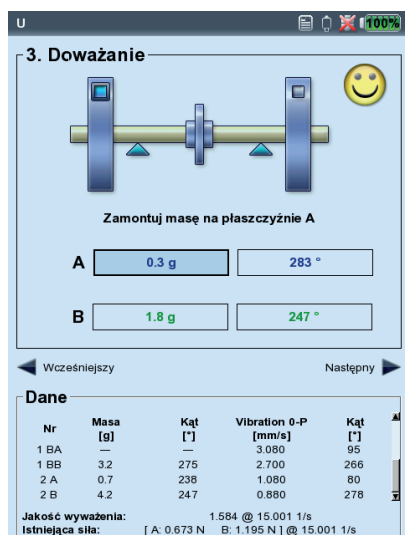 U 100%
3. Doważanie
Zamontuj masę na płaszczyźnie A
A 0.3 g 283 °
B 1.8 g 247 °
Wcześniejszy Następny
Dane
Nr Masa [g] Kąt [°] Vibration 0-P [mm/s] Kąt [°]
1 BA — — 3.080 95
1 BB 3.2 275 2.700 266
2 A 0.7 238 1.080 80
2 B 4.2 247 0.880 278
Jakość wyważenia: 1.584 @ 15.001 1/s
Istniejąca siła: [ A: 0.673 N B: 1.195 N ] @ 15.001 1/s